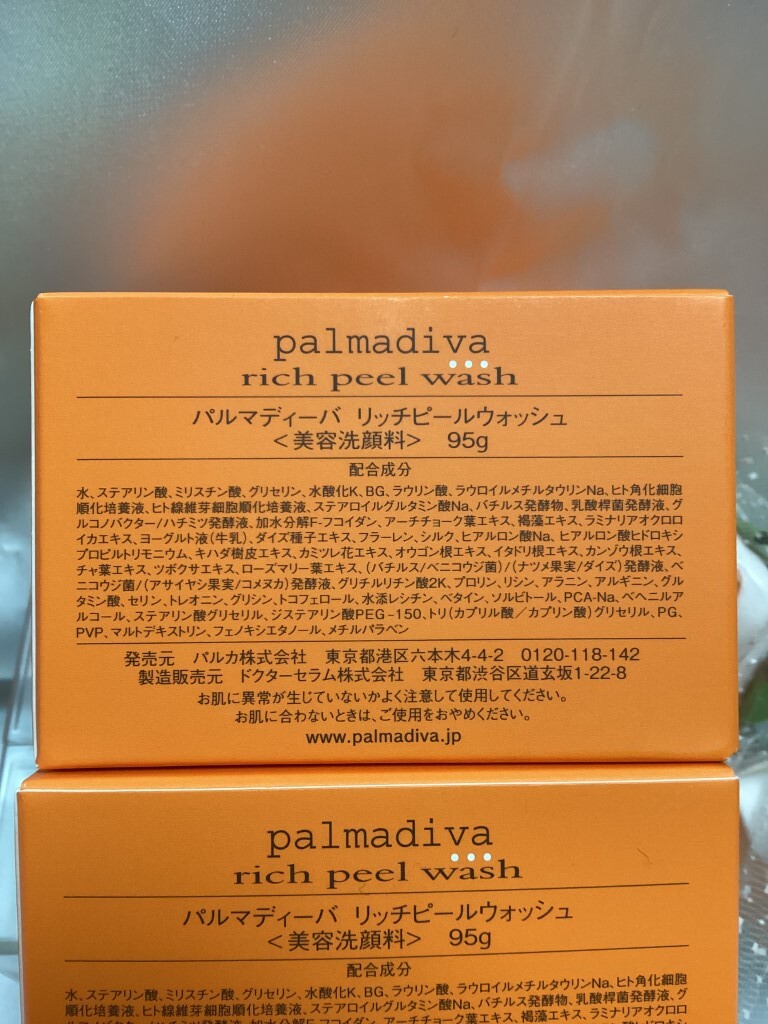 palmadiva
rich peel wash
パルマディーバ リッチピールウォッシュ
＜美容洗顔料＞ 95g
配合成分
水、ステアリン酸、ミリスチン酸、グリセリン、水酸化K、BG、ラウリン酸、ラウロイルメチルタウリンNa、ヒト角化細胞
順化培養液、ヒト線維芽細胞順化培養液、ステアロイルグルタミン酸Na、バチルス発酵物、乳酸桿菌発酵液、グ
ルコノバクター/ハチミツ発酵液、加水分解F-フコイダン、アーチチョーク葉エキス、褐藻エキス、ラミナリアオクロロ
イカエキス、ヨーグルト液（牛乳）、ダイズ種子エキス、フラーレン、シルク、ヒアルロン酸Na、ヒアルロン酸ヒドロキシ
プロピルトリモニウム、キハダ樹皮エキス、カミツレ花エキス、オウゴン根エキス、イタドリ根エキス、カンゾウ根エキス、
チャ葉エキス、ツボクサエキス、ローズマリー葉エキス、（バチルス/ベニコウジ菌）/（ナツメ果実/ダイズ）発酵液、ベ
ニコウジ菌/（アサイヤシ果実/コメヌカ）発酵液、グリチルリチン酸2K、プロリン、リシン、アラニン、アルギニン、グル
タミン酸、セリン、トレオニン、グリシン、トコフェロール、水添レシチン、ベタイン、ソルビトール、PCA-Na、ベヘニルア
ルコール、ステアリン酸グリセリル、ジステアリン酸PEG-150、トリ（カプリル酸／カプリン酸）グリセリル、PG、
PVP、マルトデキストリン、フェノキシエタノール、メチルパラベン
発売元 パルカ株式会社 東京都港区六本木4-4-2 0120-118-142
製造販売元 ドクターセラム株式会社 東京都渋谷区道玄坂1-22-8
お肌に異常が生じていないかよく注意して使用してください。
お肌に合わないときは、ご使用をおやめください。
www.palmadiva.jp
palmadiva
rich peel wash
パルマディーバ リッチピールウォッシュ
＜美容洗顔料＞ 95g
配合成分
水、ステアリン酸、ミリスチン酸、グリセリン、水酸化K、BG、ラウリン酸、ラウロイルメチルタウリンNa、ヒト角化細胞
順化培養液、ヒト線維芽細胞順化培養液、ステアロイルグルタミン酸Na、バチルス発酵物、乳酸桿菌発酵液、グ
加水分解F-フコイダン、アーチチョーク葉エキス、褐藻エキス、ラミナリアオクロロ